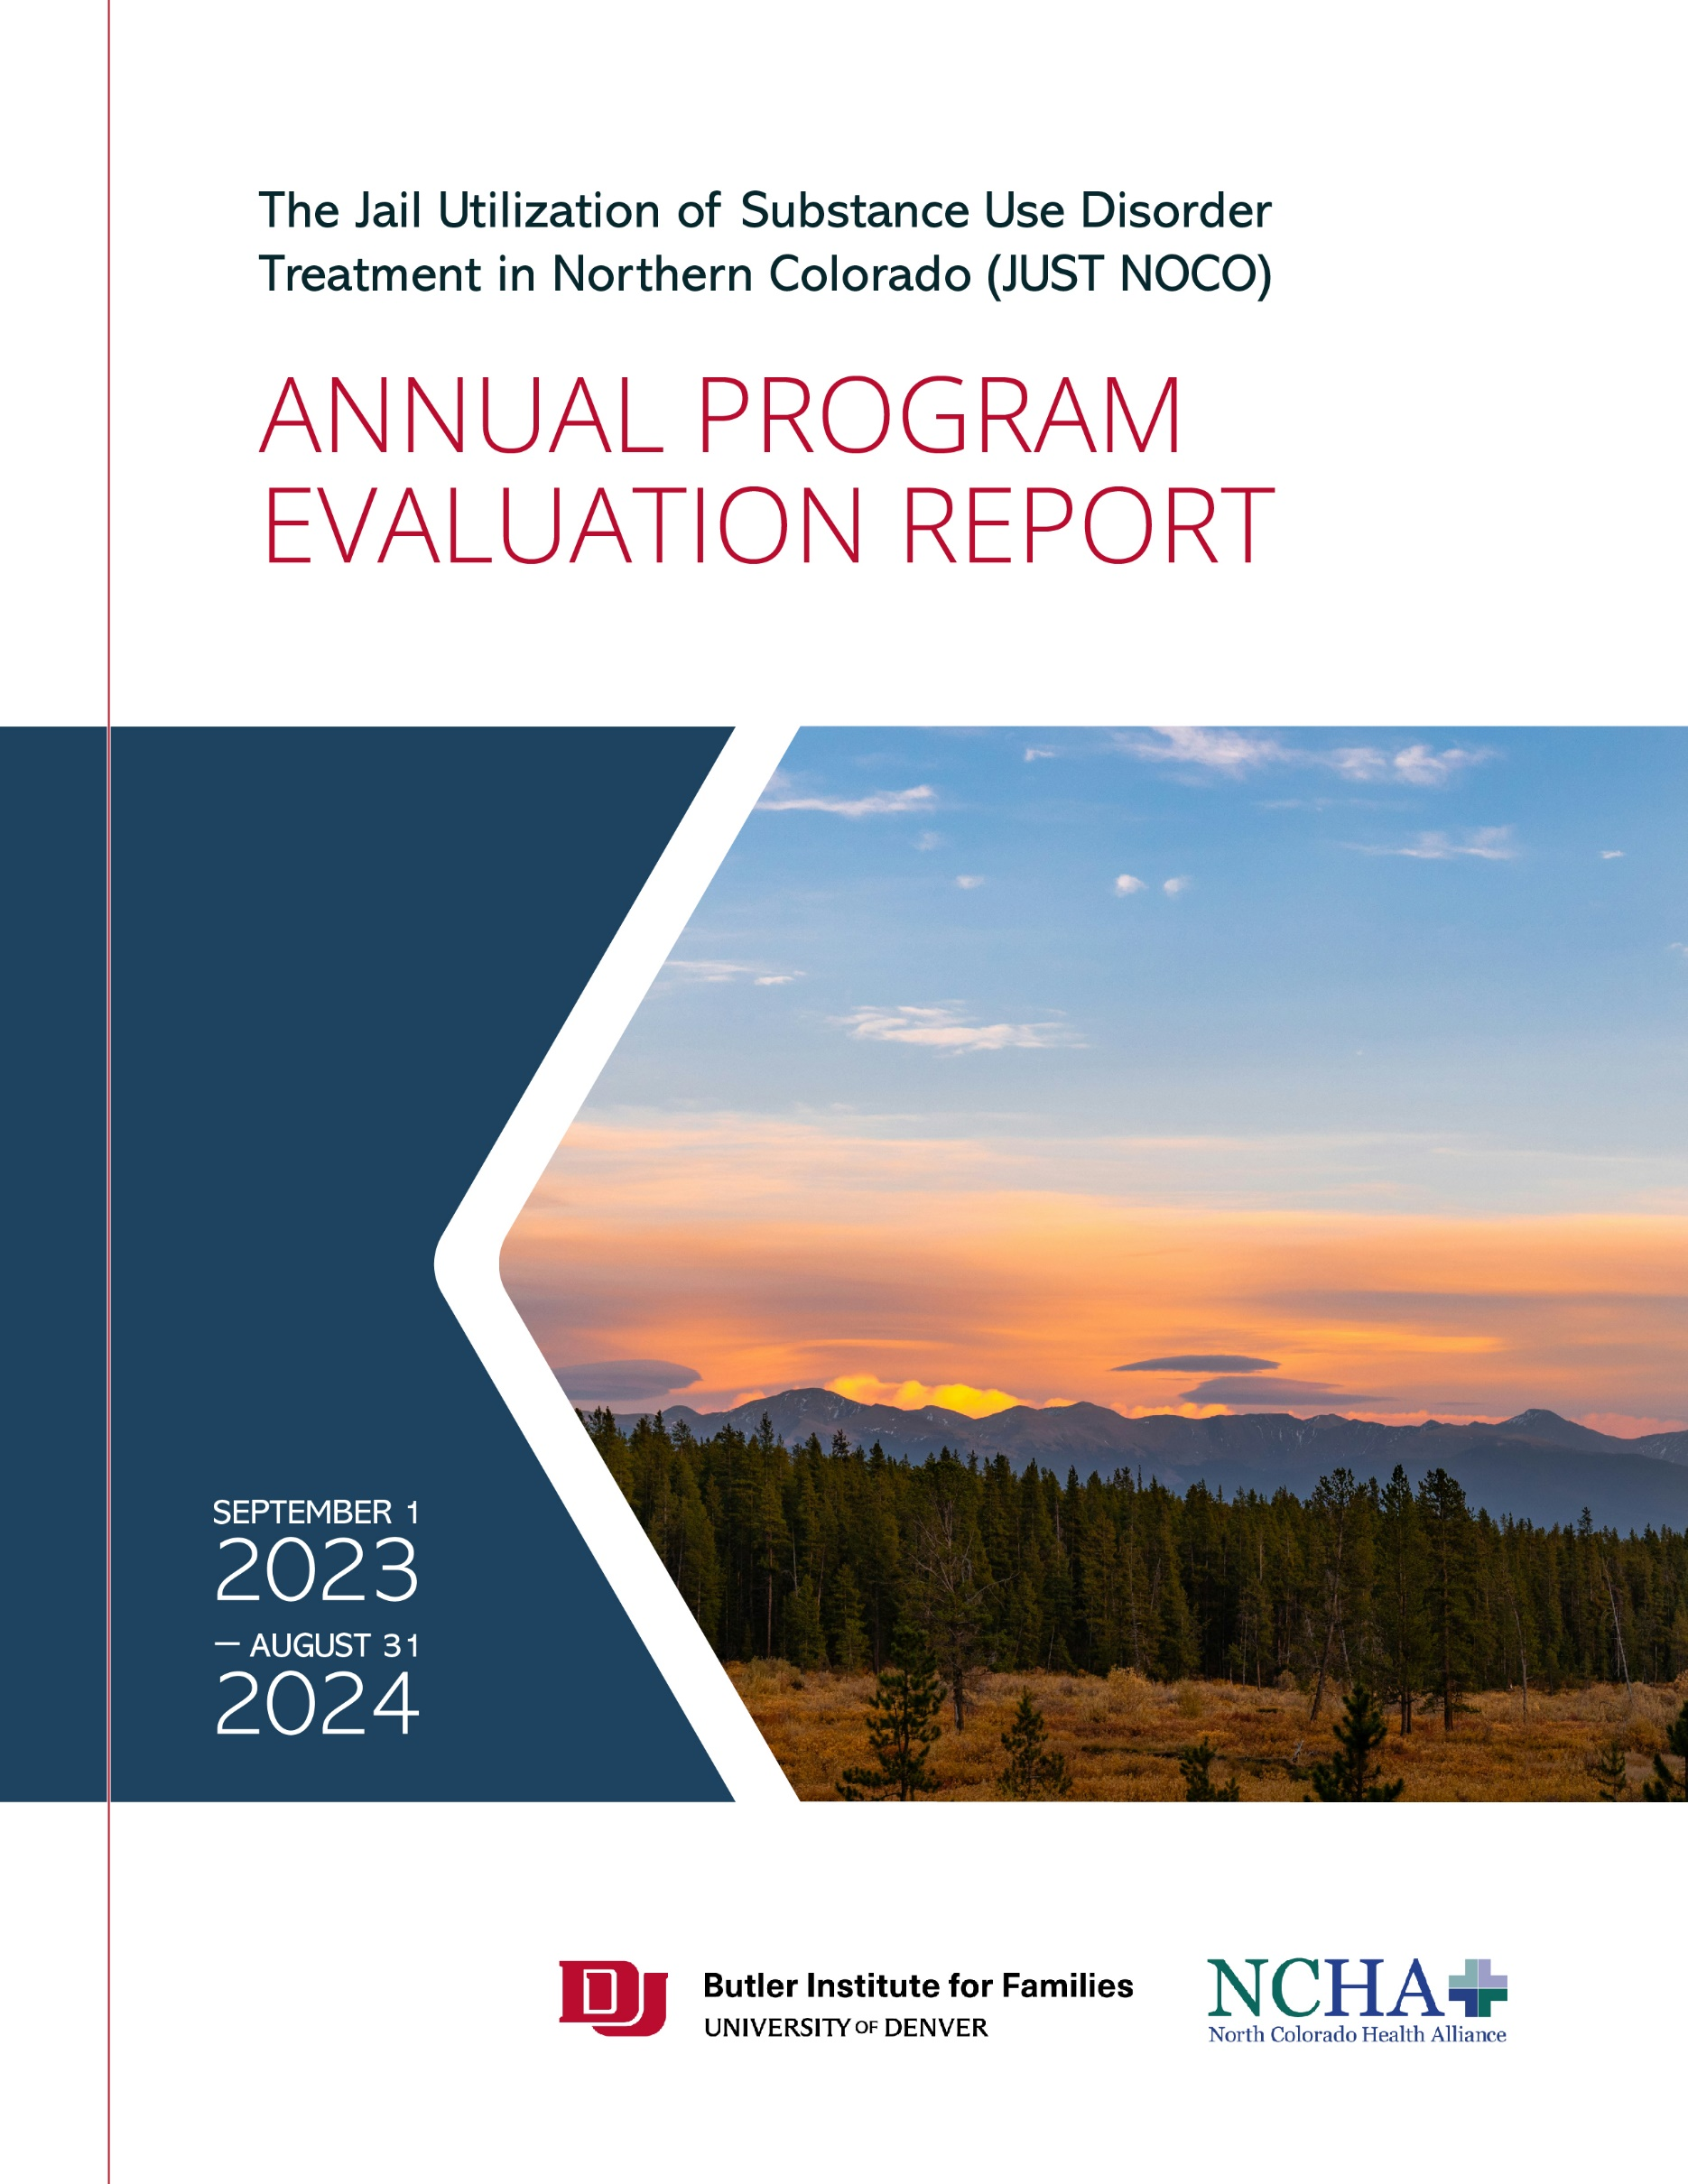 The Jail Utilization of Substance Use Disorder
Treatment in Northern Colorado (JUST NOCO)
ANNUAL PROGRAM
EVALUATION REPORT
SEPTEMBER 1
2023
— AUGUST 31
2024
DU
Butler Institute for Families
UNIVERSITY OF DENVER
NCHA
North Colorado Health Alliance